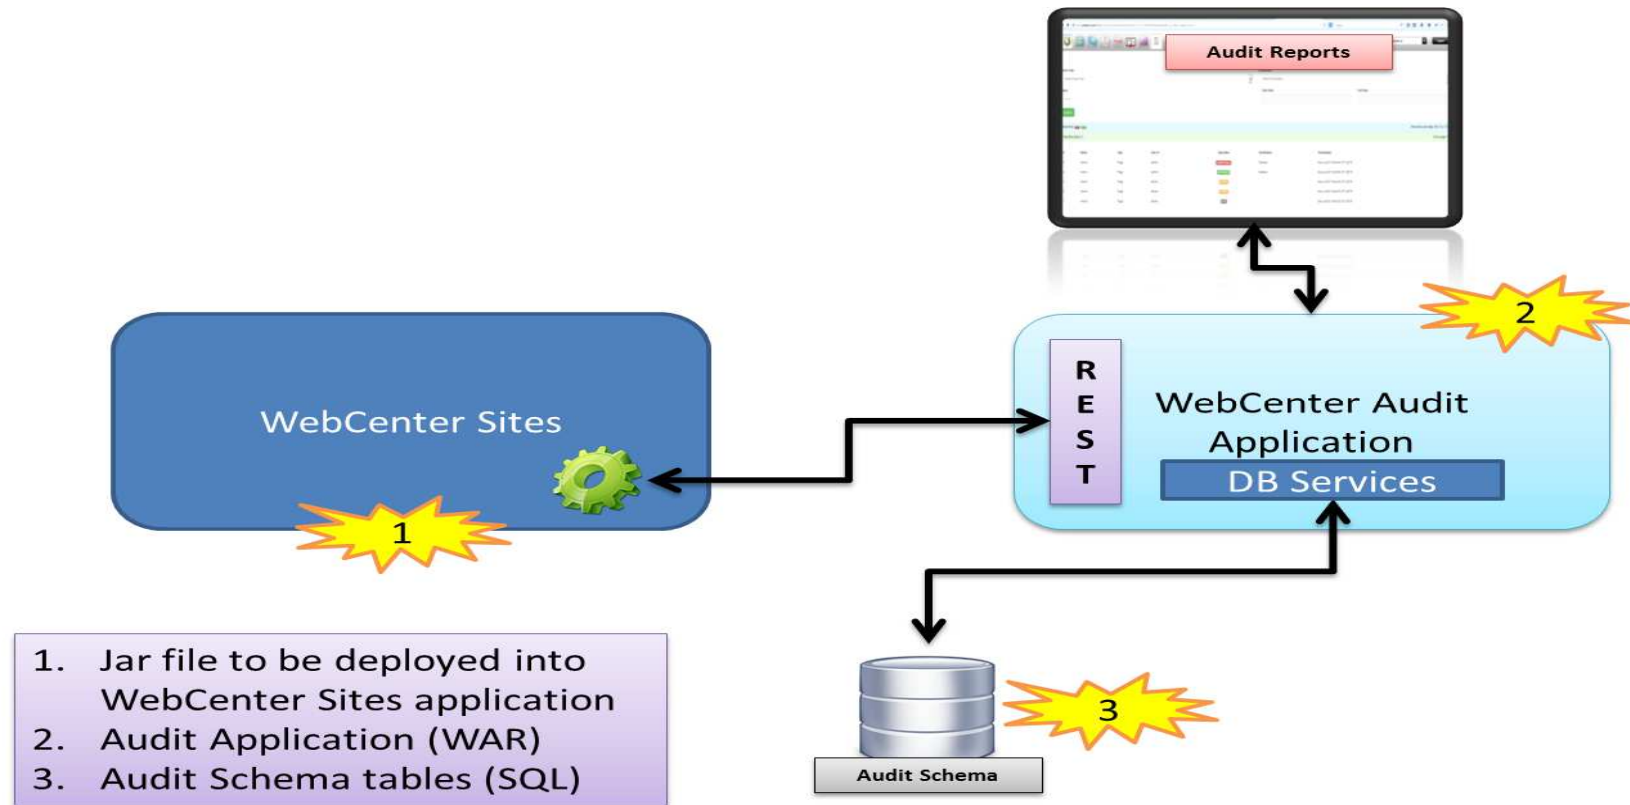 Audit Reports
2
R
E
S
T
WebCenter Audit
Application
DB Services
WebCenter Sites
1
1. Jar file to be deployed into
WebCenter Sites application
2. Audit Application (WAR)
3. Audit Schema tables (SQL)
3
Audit Schema